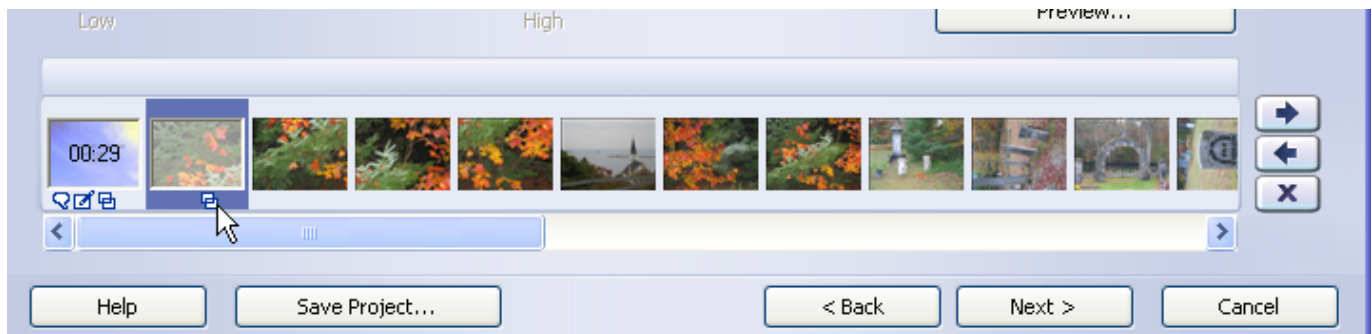 Low
High
Preview...
00:29
Help
Save Project...
< Back
Next >
Cancel